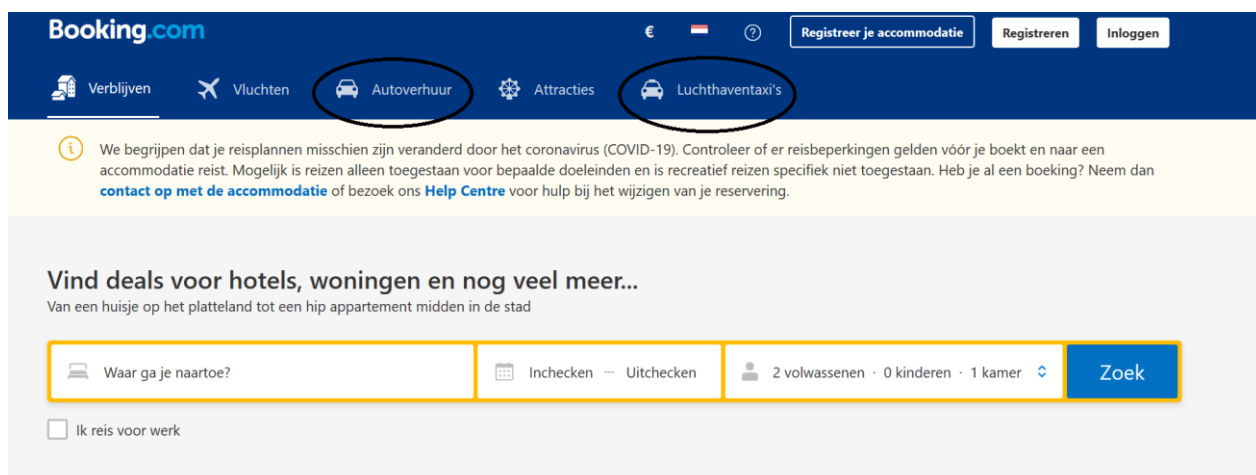 Booking.com
€
Registreer je accommodatie
Registreren
Inloggen
Verblijven
Vluchten
Autoverhuur
Attracties
Luchthaventaxi's
We begrijpen dat je reisplannen misschien zijn veranderd door het coronavirus (COVID-19). Controleer of er reisbeperkingen gelden vóór je boekt en naar een
accommodatie reist. Mogelijk is reizen alleen toegestaan voor bepaalde doeleinden en is recreatief reizen specifiek niet toegestaan. Heb je al een boeking? Neem dan
contact op met de accommodatie of bezoek ons Help Centre voor hulp bij het wijzigen van je reservering.
Vind deals voor hotels, woningen en nog veel meer...
Van een huisje op het platteland tot een hip appartement midden in de stad
Waar ga je naartoe?
Inchecken — Uitchecken
2 volwassenen · 0 kinderen · 1 kamer
Zoek
Ik reis voor werk